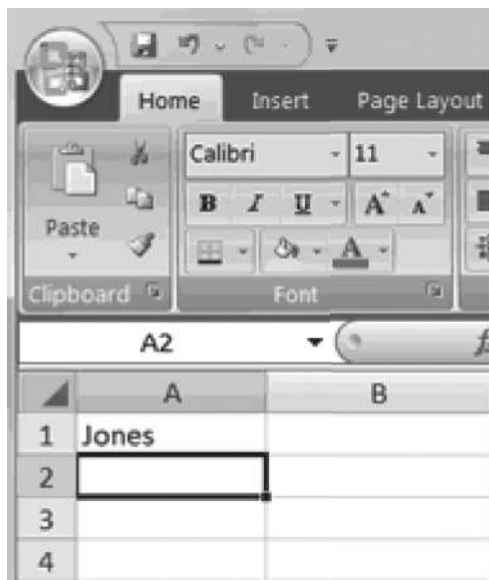 Home Insert Page Layout
Calibri 11
B I U A A
Paste
A
Clipboard Font
A2 f
A B
1 Jones
2
3
4